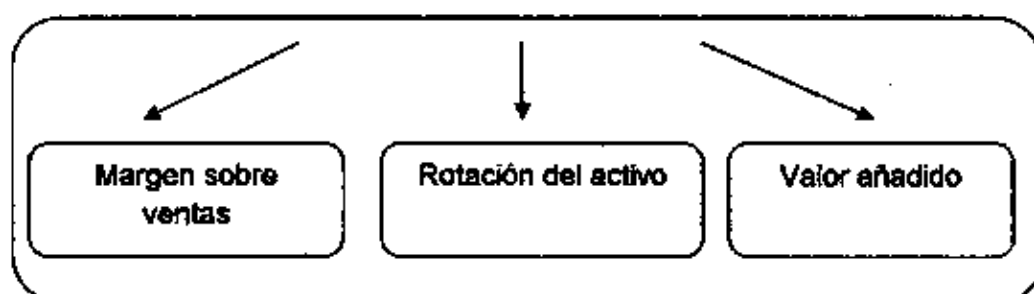 Margen sobre
ventas
Rotación del activo
Valor añadido